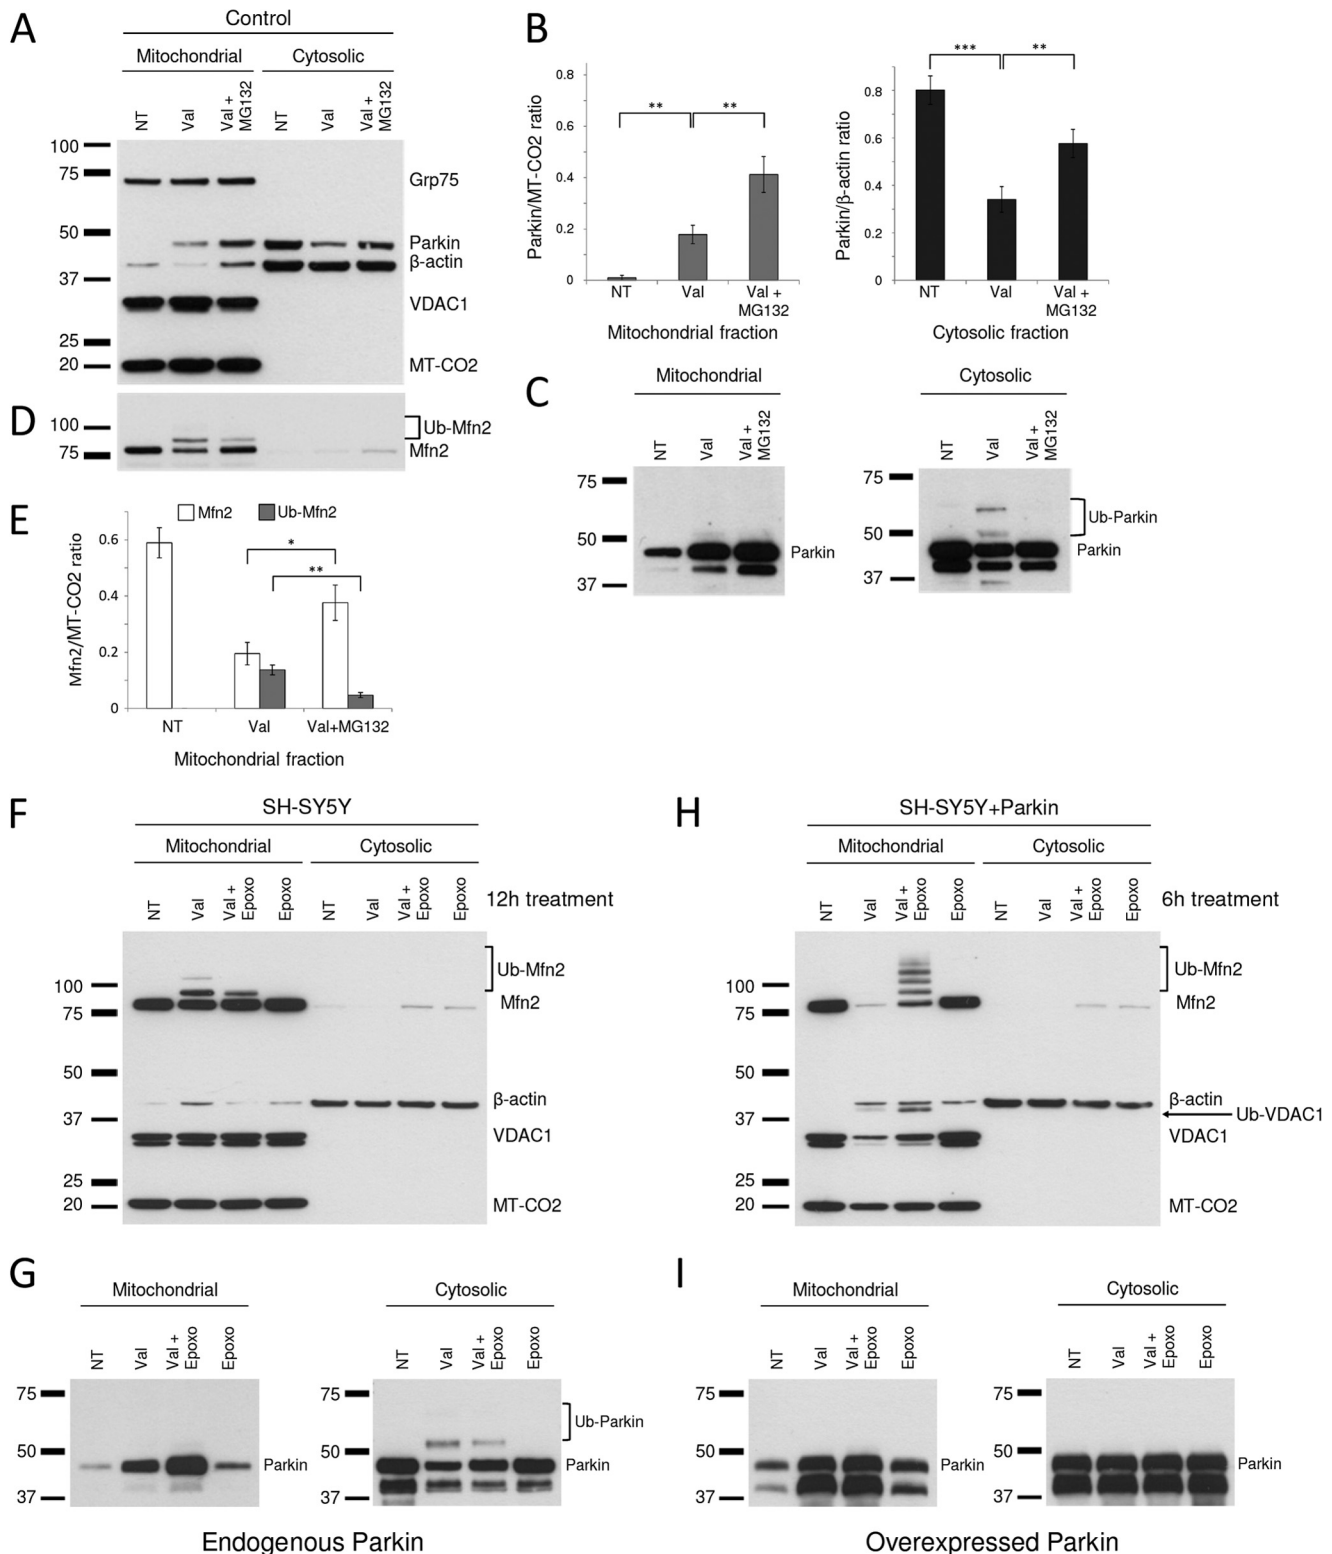 A
Control
Mitochondrial Cytosolic
NT Val Val + MG132 NT Val Val + MG132
100
75
50
37
25
20
Grp75
Parkin
β-actin
VDAC1
MT-CO2
B
Parkin/MT-CO2 ratio
0.8
0.6
0.4
0.2
0
** **
NT Val Val + MG132
Mitochondrial fraction
Parkin/β-actin ratio
0.8
0.6
0.4
0.2
0
*** **
NT Val Val + MG132
Cytosolic fraction
C
Mitochondrial
NT Val Val + MG132
75
50
37
Parkin
Cytosolic
NT Val Val + MG132
75
50
37
Ub-Parkin
Parkin
D
100
75
Ub-Mfn2
Mfn2
E
Mfn2 Ub-Mfn2
Mfn2/MT-CO2 ratio
0.6
0.4
0.2
0
*
**
NT Val Val+MG132
Mitochondrial fraction
F
SH-SY5Y
Mitochondrial Cytosolic
NT Val Val + Epoxo Epoxo NT Val Val + Epoxo Epoxo
12h treatment
100
75
50
37
25
20
Ub-Mfn2
Mfn2
β-actin
VDAC1
MT-CO2
G
Mitochondrial
NT Val Val + Epoxo Epoxo
75
50
37
Parkin
Cytosolic
NT Val Val + Epoxo Epoxo
75
50
37
Ub-Parkin
Parkin
Endogenous Parkin
H
SH-SY5Y+Parkin
Mitochondrial Cytosolic
NT Val Val + Epoxo Epoxo NT Val Val + Epoxo Epoxo
6h treatment
100
75
50
37
25
20
Ub-Mfn2
Mfn2
β-actin
Ub-VDAC1
VDAC1
MT-CO2
I
Mitochondrial
NT Val Val + Epoxo Epoxo
75
50
37
Parkin
Cytosolic
NT Val Val + Epoxo Epoxo
75
50
37
Parkin
Overexpressed Parkin